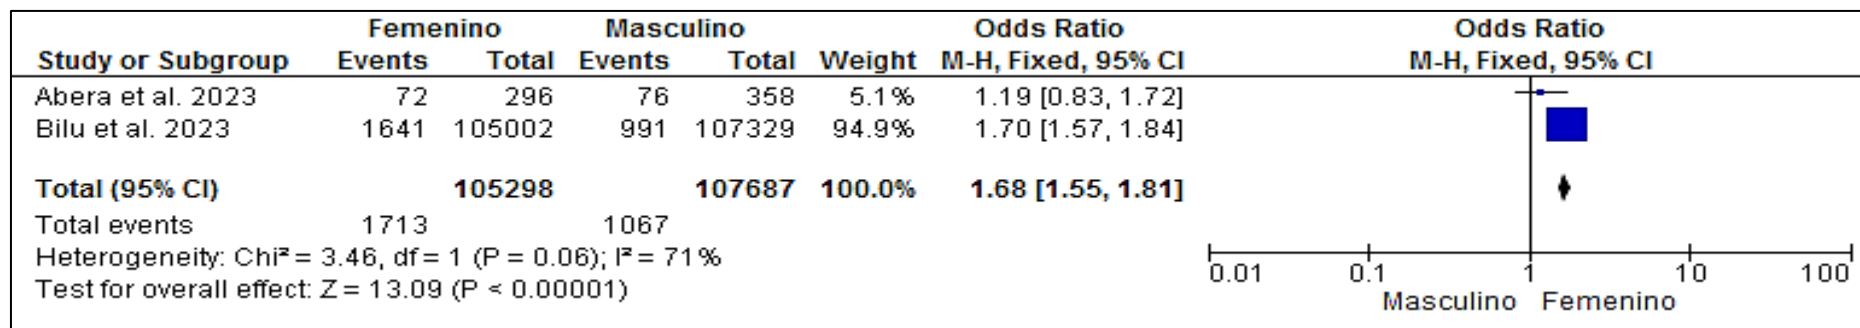 Femenino Masculino Odds Ratio Odds Ratio
Study or Subgroup Events Total Events Total Weight M-H, Fixed, 95% CI M-H, Fixed, 95% CI
Abera et al. 2023 72 296 76 358 5.1% 1.19 [0.83, 1.72]
Bilu et al. 2023 1641 105002 991 107329 94.9% 1.70 [1.57, 1.84]
Total (95% CI) 105298 107687 100.0% 1.68 [1.55, 1.81]
Total events 1713 1067
Heterogeneity: Chi² = 3.46, df = 1 (P = 0.06); I² = 71%
Test for overall effect: Z = 13.09 (P < 0.00001)
0.01 0.1 1 10 100
Masculino Femenino